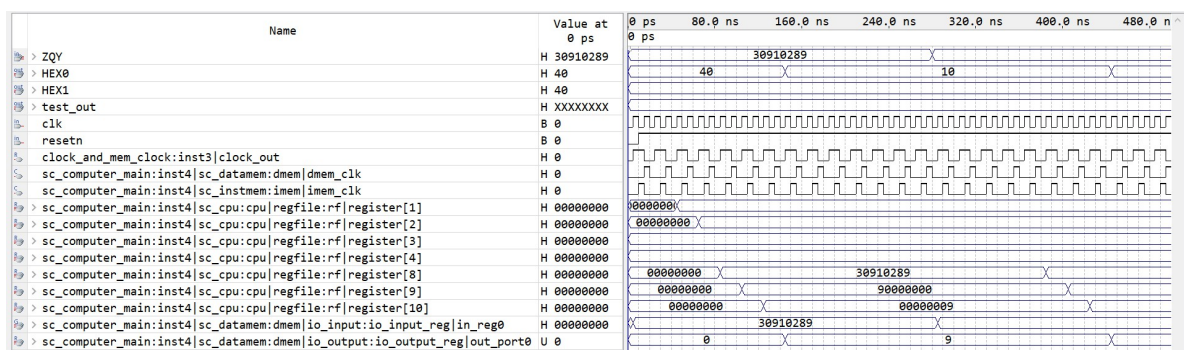 Name Value at 0 ps 0 ps 80.0 ns 160.0 ns 240.0 ns 320.0 ns 400.0 ns 480.0 n
0 ps
> ZQY H 30910289 30910289
> HEX0 H 40 40 10
> HEX1 H 40
> test_out H XXXXXXXX
clk B 0
resetn B 0
clock_and_mem_clock:inst3|clock_out H 0
sc_computer_main:inst4|sc_datamem:dmem|dmem_clk H 0
sc_computer_main:inst4|sc_instmem:imem|imem_clk H 0
> sc_computer_main:inst4|sc_cpu:cpu|regfile:rf|register[1] H 00000000 000000
> sc_computer_main:inst4|sc_cpu:cpu|regfile:rf|register[2] H 00000000 00000000
> sc_computer_main:inst4|sc_cpu:cpu|regfile:rf|register[3] H 00000000
> sc_computer_main:inst4|sc_cpu:cpu|regfile:rf|register[4] H 00000000
> sc_computer_main:inst4|sc_cpu:cpu|regfile:rf|register[8] H 00000000 00000000 30910289
> sc_computer_main:inst4|sc_cpu:cpu|regfile:rf|register[9] H 00000000 00000000 90000000
> sc_computer_main:inst4|sc_cpu:cpu|regfile:rf|register[10] H 00000000 00000000 00000009
> sc_computer_main:inst4|sc_datamem:dmem|io_input:io_input_reg|in_reg0 H 00000000 30910289
> sc_computer_main:inst4|sc_datamem:dmem|io_output:io_output_reg|out_port0 U 0 0 9